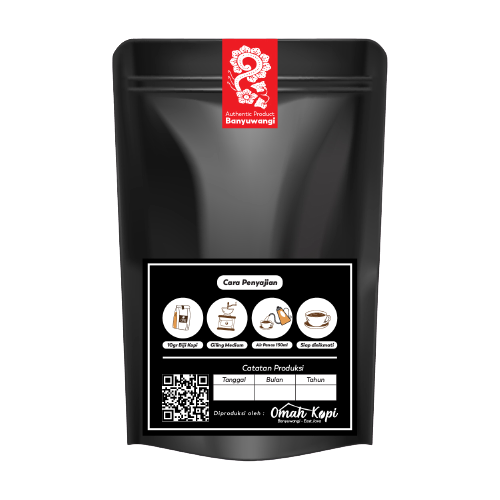 Authentic Product
Banyuwangi
Cara Penyajian
10gr Biji Kopi
Giling Medium
Air Panas 150ml
Siap dinikmati
Catatan Produksi
Tanggal
Bulan
Tahun
Diproduksi oleh :
Omah Kopi
Banyuwangi - East Java